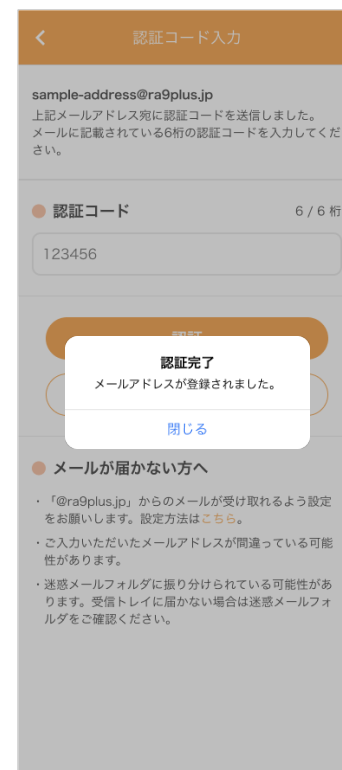 認証コード入力
sample-address@ra9plus.jp
上記メールアドレス宛に認証コードを送信しました。
メールに記載されている6桁の認証コードを入力してくだ
さい。
認証コード
6 / 6 桁
123456
認証完了
メールアドレスが登録されました。
閉じる
メールが届かない方へ
・「@ra9plus.jp」からのメールが受け取れるよう設定
をお願いします。設定方法はこちら。
・ご入力いただいたメールアドレスが間違っている可能
性があります。
・迷惑メールフォルダに振り分けられている可能性があ
ります。受信トレイに届かない場合は迷惑メールフォ
ルダをご確認ください。